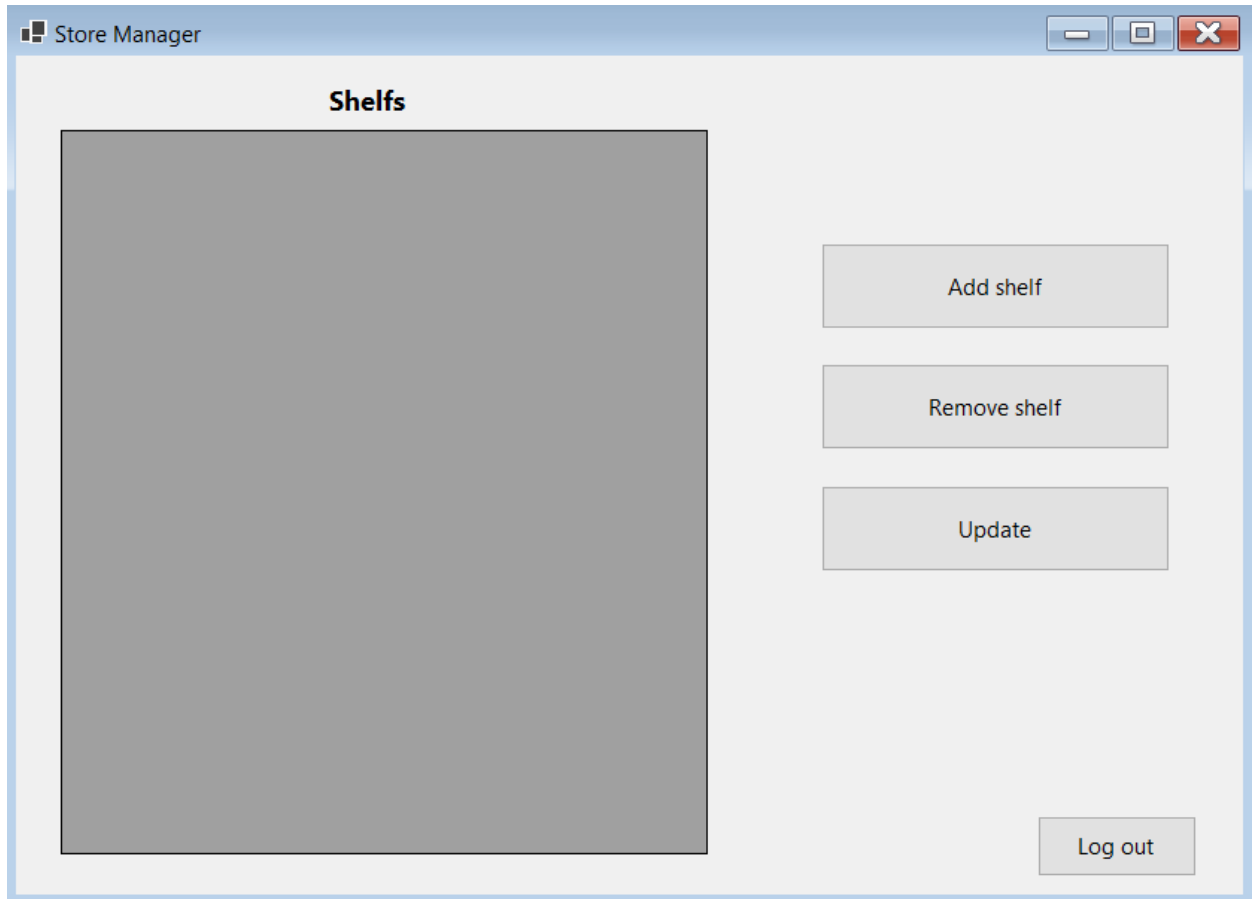 Store Manager
Shelfs
Add shelf
Remove shelf
Update
Log out